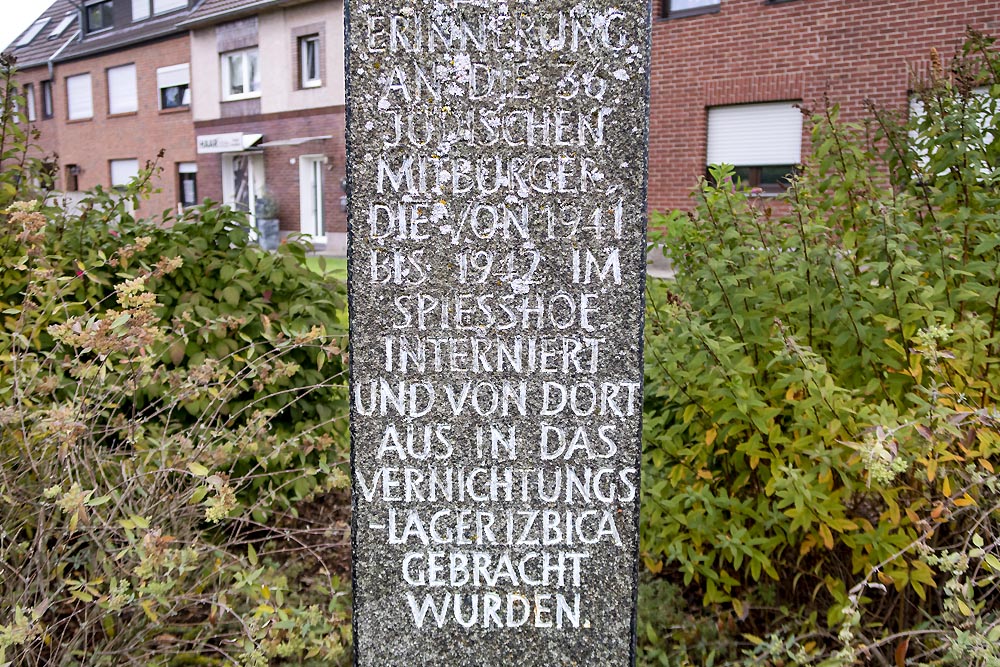 ERINNERUNG
AN DIE 36
JÜDISCHEN
MITBÜRGER,
DIE VON 1941
BIS 1942 IM
SPIESSHOF
INTERNIERT
UND VON DORT
AUS IN DAS
VERNICHTUNGS
-LAGER IZBICA
GEBRACHT
WURDEN.
HAAR